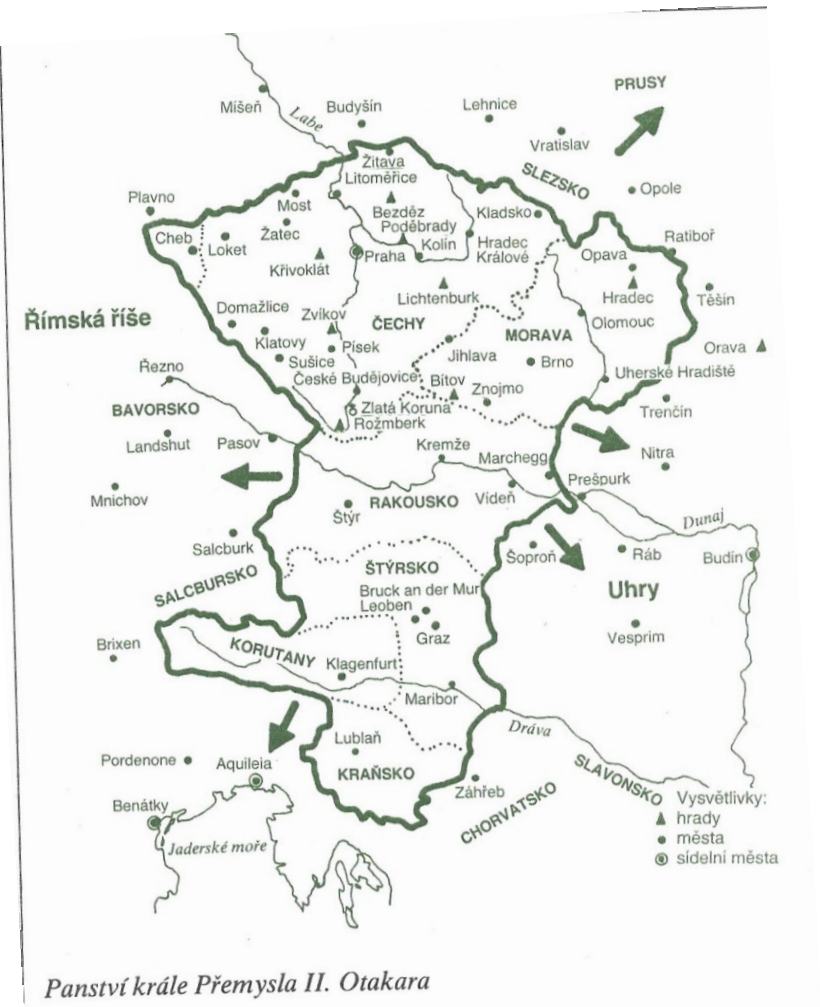 PRUSY
Míšeň
Labe
Budyšín
Lehnice
Vratislav
SLEZSKO
Opole
Plavno
Žitava
Litoměřice
Most
Bezděz
Kladsko
Žatec
Poděbrady
Ratiboř
Cheb
Loket
Praha
Kolín
Hradec
Králové
Opava
Křivoklát
Lichtenburk
Hradec
Těšín
Římská říše
Domažlice
Zvíkov
ČECHY
Olomouc
Klatovy
Písek
MORAVA
Orava
Jihlava
Sušice
Brno
Řezno
České Budějovice
Bítov
Znojmo
Uherské Hradiště
BAVORSKO
Zlatá Koruna
Trenčín
Rožmberk
Landshut
Pasov
Kremže
Marchegg
Nitra
Mnichov
RAKOUSKO
Vídeň
Prešpurk
Štýr
Dunaj
Salcburk
Šoproň
Ráb
Budín
SALCBURSKO
ŠTÝRSKO
Uhry
Bruck an der Mur
Leoben
Graz
Vesprim
Brixen
KORUTANY
Klagenfurt
Maribor
Dráva
Lublaň
Pordenone
Aquileia
KRAŇSKO
SLAVONSKO
Záhřeb
CHORVATSKO
Benátky
Jaderské moře
Vysvětlivky:
hrady
města
sídelní města
Panství krále Přemysla II. Otakara